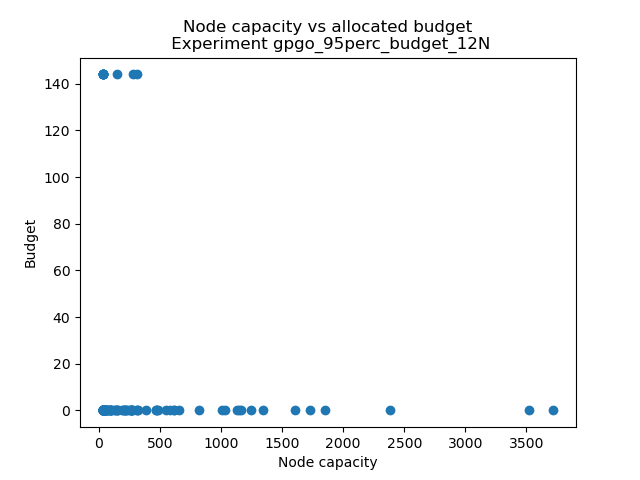 Node capacity vs allocated budget
Experiment gpgo_95perc_budget_12N
140
120
100
80
60
40
20
0
Budget
0 500 1000 1500 2000 2500 3000 3500
Node capacity